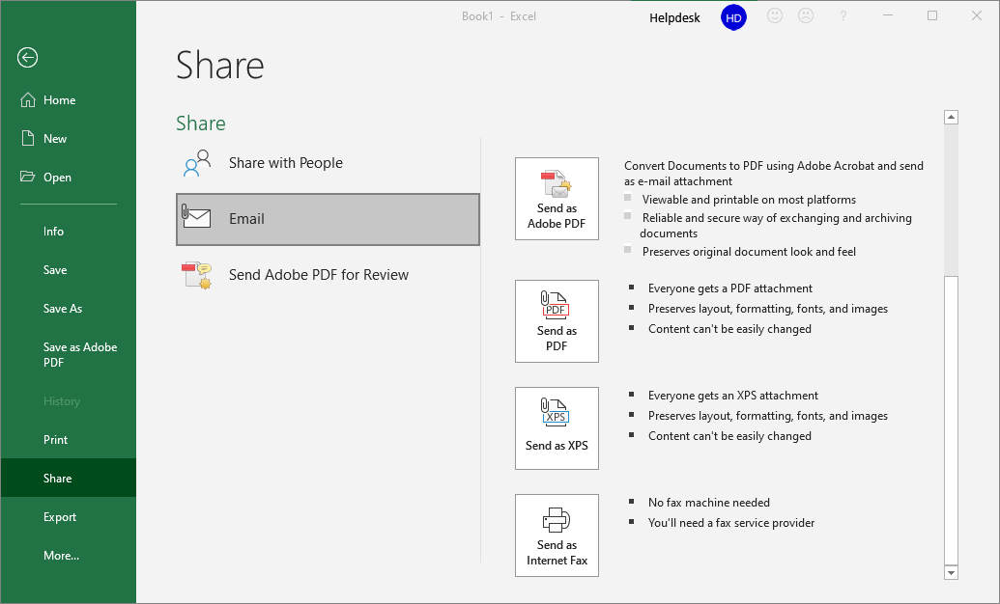 Book1 - Excel
Helpdesk
HD
?
Home
New
Open
Info
Save
Save As
Save as Adobe
PDF
History
Print
Share
Export
More...
Share
Share
Share with People
Email
Send Adobe PDF for Review
Send as
Adobe PDF
Convert Documents to PDF using Adobe Acrobat and send
as e-mail attachment
Viewable and printable on most platforms
Reliable and secure way of exchanging and archiving
documents
Preserves original document look and feel
PDF
Send as
PDF
Everyone gets a PDF attachment
Preserves layout, formatting, fonts, and images
Content can't be easily changed
XPS
Send as XPS
Everyone gets an XPS attachment
Preserves layout, formatting, fonts, and images
Content can't be easily changed
Send as
Internet Fax
No fax machine needed
You'll need a fax service provider